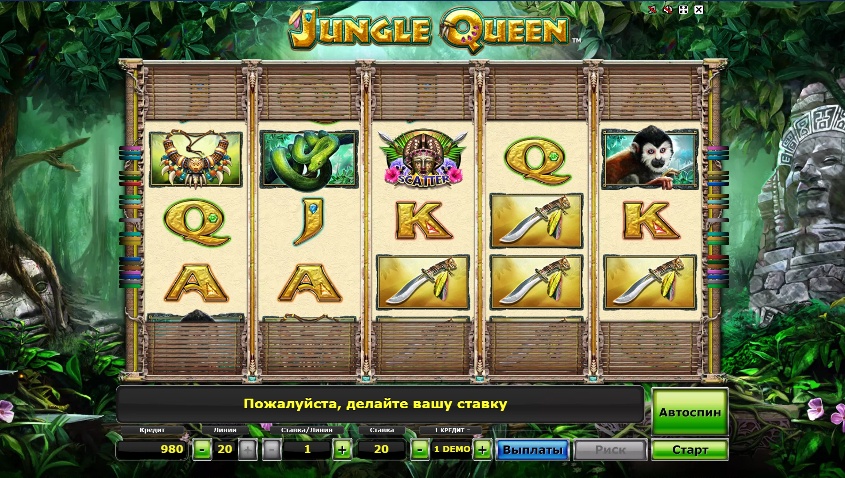 JUNGLE QUEEN™
SCATTER
Q
Q
J
K
K
A
A
Пожалуйста, делайте вашу ставку
Автоспин
Кредит
Линии
Ставка/Линия
Ставка
1 КРЕДИТ
980
-
20
+
-
1
+
20
-
1 DEMO
+
Выплаты
Риск
Старт